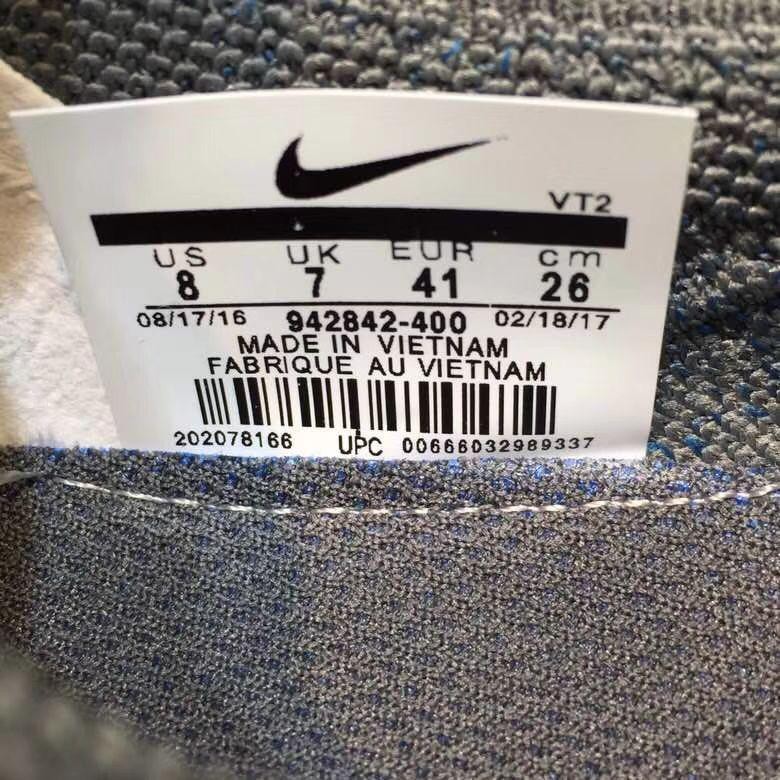 VT2
US UK EUR cm
8 7 41 26
08/17/16 942842-400 02/18/17
MADE IN VIETNAM
FABRIQUE AU VIETNAM
202078166 UPC 00666032989337